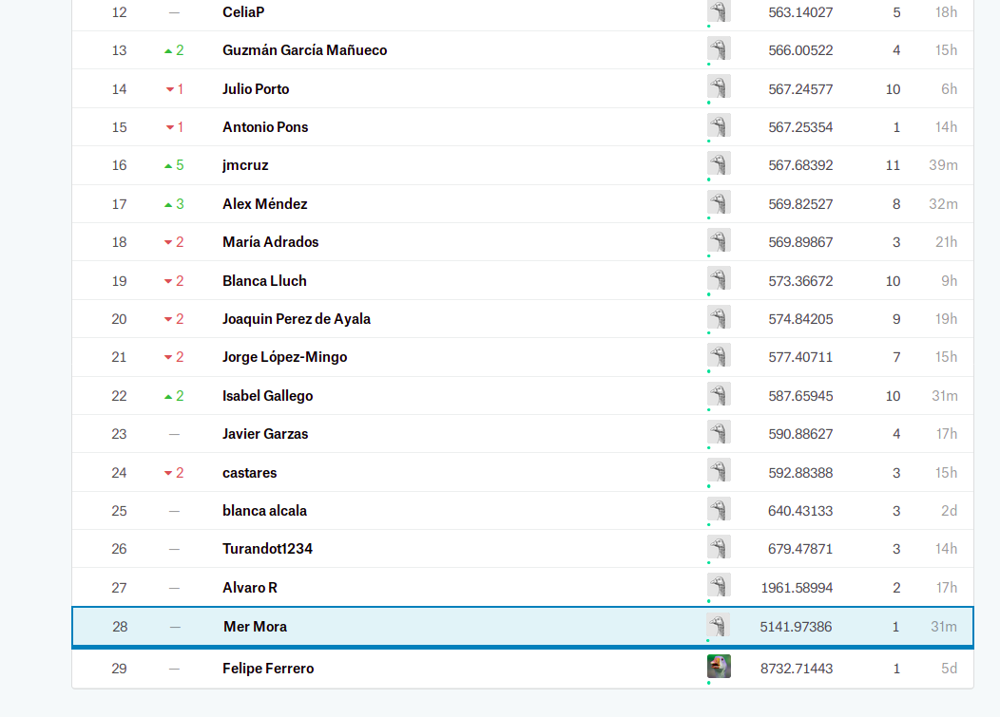 12 — CeliaP 563.14027 5 18h
13 2 Guzmán García Mañueco 566.00522 4 15h
14 1 Julio Porto 567.24577 10 6h
15 1 Antonio Pons 567.25354 1 14h
16 5 jmcruz 567.68392 11 39m
17 3 Alex Méndez 569.82527 8 32m
18 2 María Adrados 569.89867 3 21h
19 2 Blanca Lluch 573.36672 10 9h
20 2 Joaquin Perez de Ayala 574.84205 9 19h
21 2 Jorge López-Mingo 577.40711 7 15h
22 2 Isabel Gallego 587.65945 10 31m
23 — Javier Garzas 590.88627 4 17h
24 2 castares 592.88388 3 15h
25 — blanca alcala 640.43133 3 2d
26 — Turandot1234 679.47871 3 14h
27 — Alvaro R 1961.58994 2 17h
28 — Mer Mora 5141.97386 1 31m
29 — Felipe Ferrero 8732.71443 1 5d